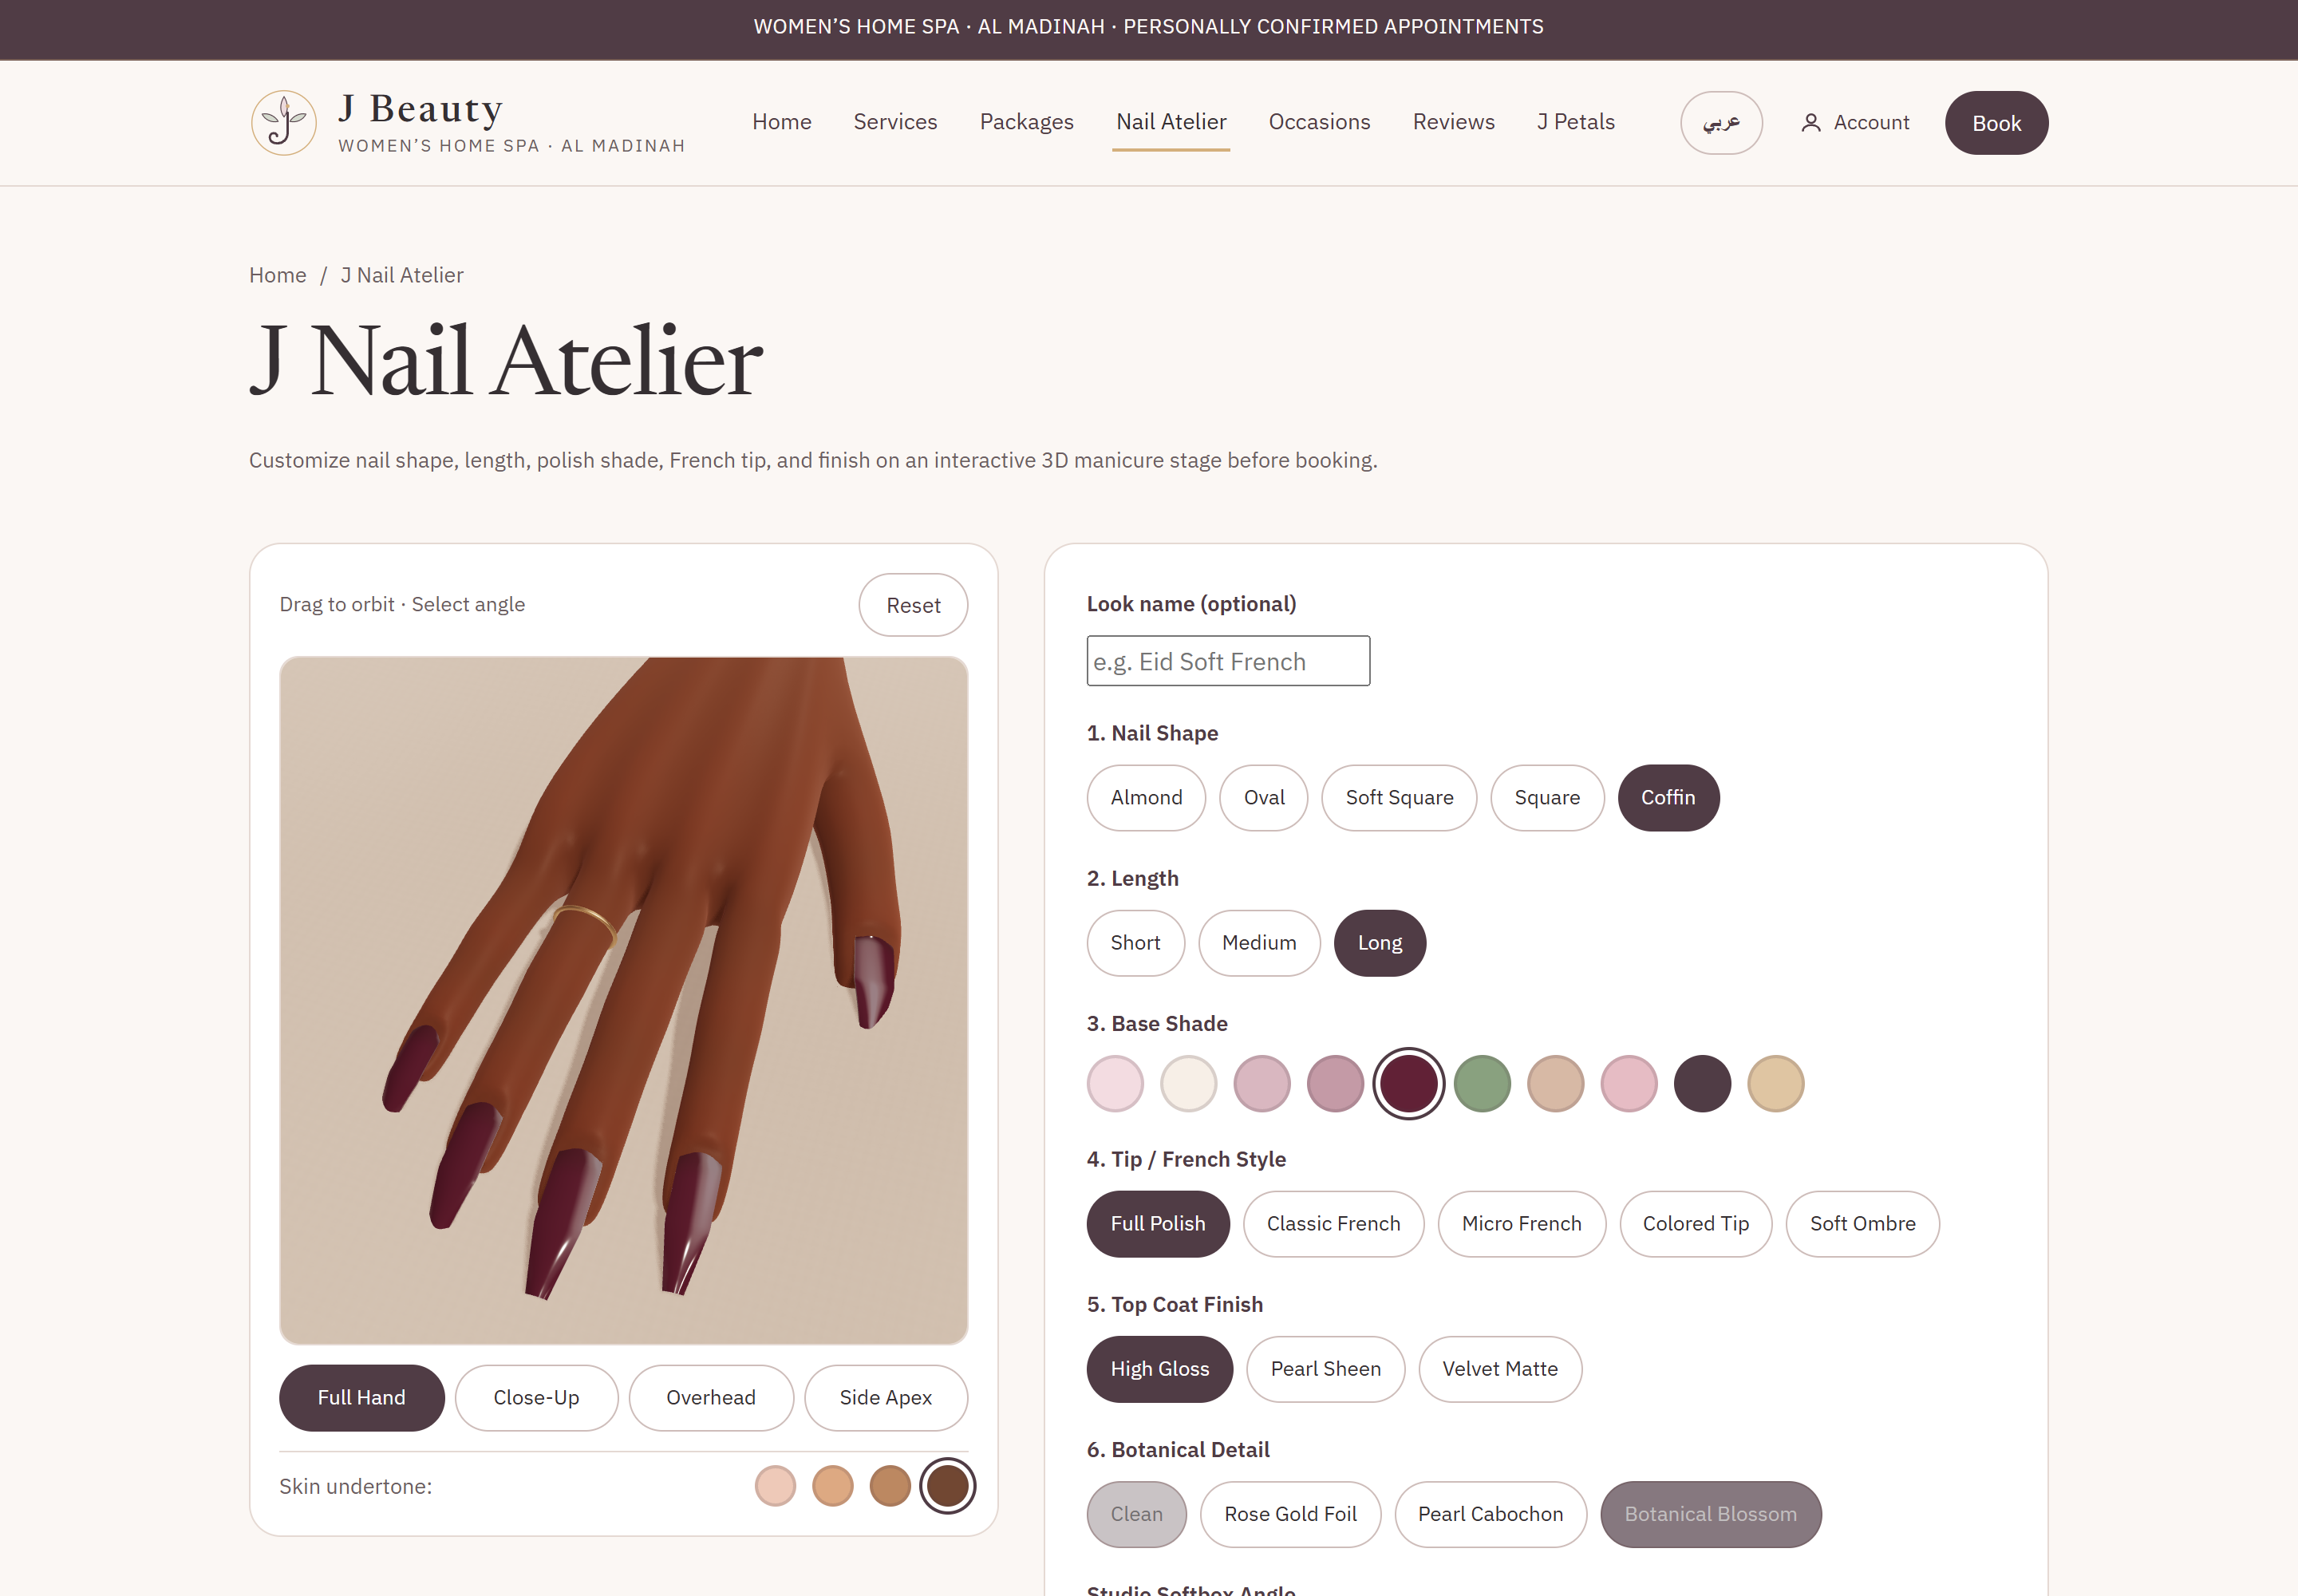 WOMEN’S HOME SPA · AL MADINAH · PERSONALLY CONFIRMED APPOINTMENTS
J Beauty
WOMEN’S HOME SPA · AL MADINAH
Home Services Packages Nail Atelier Occasions Reviews J Petals عربي Account Book
Home / J Nail Atelier
J Nail Atelier
Customize nail shape, length, polish shade, French tip, and finish on an interactive 3D manicure stage before booking.
Drag to orbit · Select angle
Reset
Full Hand Close-Up Overhead Side Apex
Skin undertone:
Look name (optional)
e.g. Eid Soft French
1. Nail Shape
Almond Oval Soft Square Square Coffin
2. Length
Short Medium Long
3. Base Shade
4. Tip / French Style
Full Polish Classic French Micro French Colored Tip Soft Ombre
5. Top Coat Finish
High Gloss Pearl Sheen Velvet Matte
6. Botanical Detail
Clean Rose Gold Foil Pearl Cabochon Botanical Blossom
Studio Softbox Angle